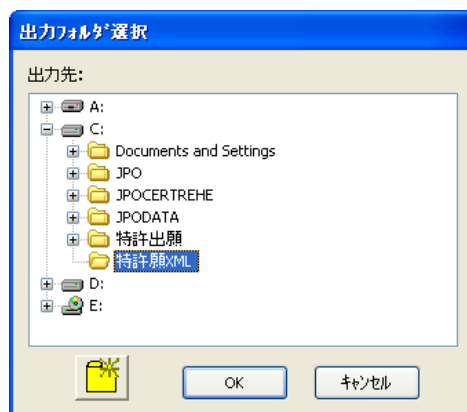 出力ﾌｫﾙﾀﾞ選択
出力先:
A:
C:
Documents and Settings
JPO
JPOCERTREHE
JPODATA
特許出願
特許願XML
D:
E:
OK
ｷｬﾝｾﾙ